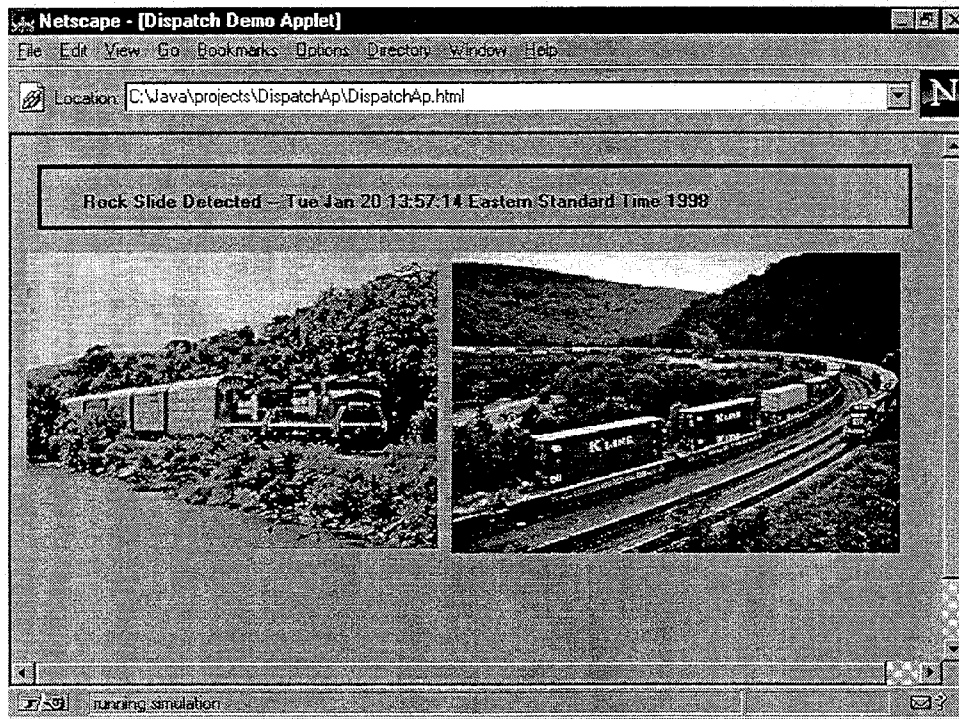 Netscape - [Dispatch Demo Applet]
File Edit View Go Bookmarks Options Directory Window Help
Location: C:\Java\projects\DispatchAp\DispatchAp.html
N
Rock Slide Detected -- Tue Jan 20 13:57:14 Eastern Standard Time 1998
K LINE
K LINE
running simulation